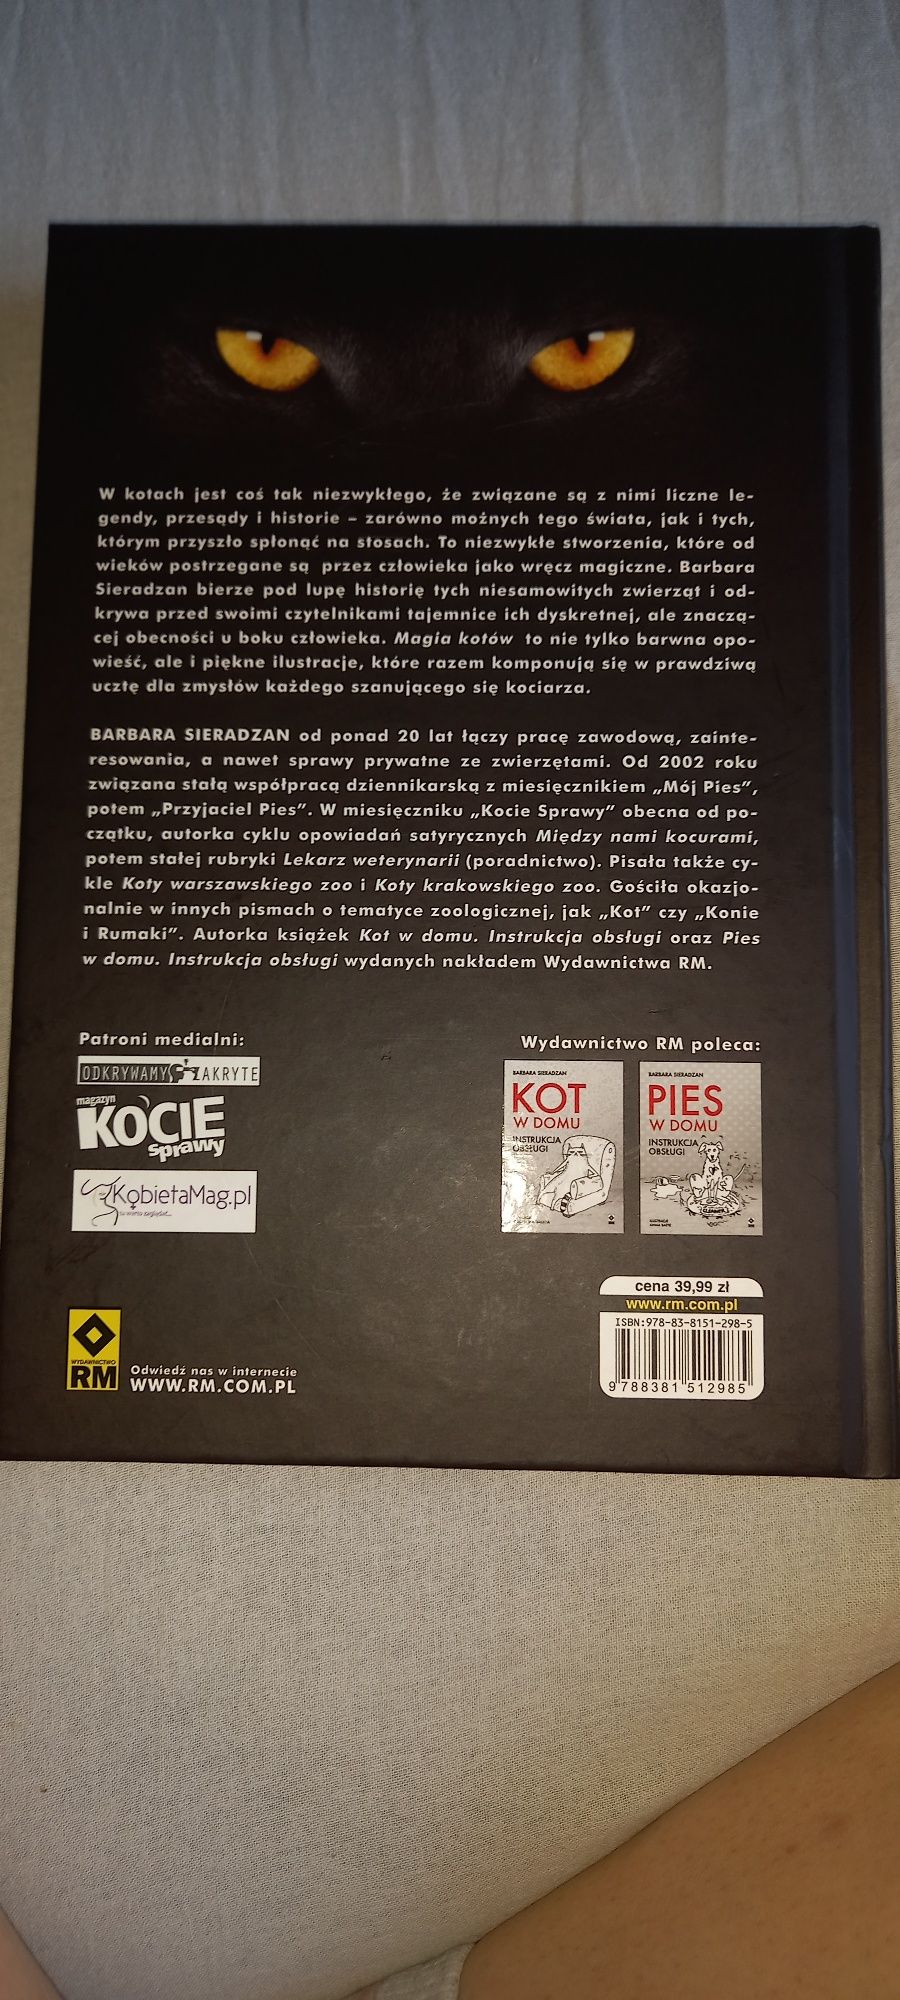 W kotach jest coś tak niezwykłego, że związane są z nimi liczne le-
gendy, przesądy i historie – zarówno możnych tego świata, jak i tych,
którym przyszło spłonąć na stosach. To niezwykłe stworzenia, które od
wieków postrzegane są przez człowieka jako wręcz magiczne. Barbara
Sieradzan bierze pod lupę historię tych niesamowitych zwierząt i od-
krywa przed swoimi czytelnikami tajemnice ich dyskretnej, ale znaczą-
cej obecności u boku człowieka. Magia kotów to nie tylko barwna opo-
wieść, ale i piękne ilustracje, które razem komponują się w prawdziwą
ucztę dla zmysłów każdego szanującego się kociarza.
BARBARA SIERADZAN od ponad 20 lat łączy pracę zawodową, zainte-
resowania, a nawet sprawy prywatne ze zwierzętami. Od 2002 roku
związana stałą współpracą dziennikarską z miesięcznikiem „Mój Pies”,
potem „Przyjaciel Pies”. W miesięczniku „Kocie Sprawy” obecna od po-
czątku, autorka cyklu opowiadań satyrycznych Między nami kocurami,
potem stałej rubryki Lekarz weterynarii (poradnictwo). Pisała także cy-
kle Koty warszawskiego zoo i Koty krakowskiego zoo. Gościła okazjo-
nalnie w innych pismach o tematyce zoologicznej, jak „Kot” czy „Konie
i Rumaki”. Autorka książek Kot w domu. Instrukcja obsługi oraz Pies
w domu. Instrukcja obsługi wydanych nakładem Wydawnictwa RM.
Patroni medialni:
ODKRYWAMY ZAKRYTE
magazyn
KOCIE
sprawy
KobietaMag.pl
tu warto zaglądać...
Wydawnictwo RM poleca:
BARBARA SIERADZAN
KOT
W DOMU
INSTRUKCJA
OBSŁUGI
BARBARA SIERADZAN
PIES
W DOMU
INSTRUKCJA
OBSŁUGI
WYDAWNICTWO
RM
Odwiedź nas w internecie
WWW.RM.COM.PL
cena 39,99 zł
www.rm.com.pl
ISBN:978-83-8151-298-5
9 788381 512985